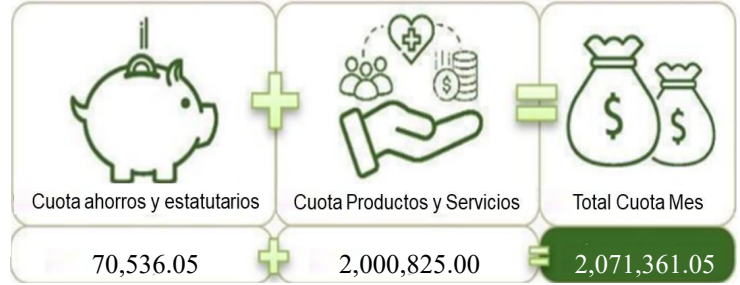 Cuota ahorros y estatutarios
Cuota Productos y Servicios
Total Cuota Mes
70,536.05
2,000,825.00
2,071,361.05